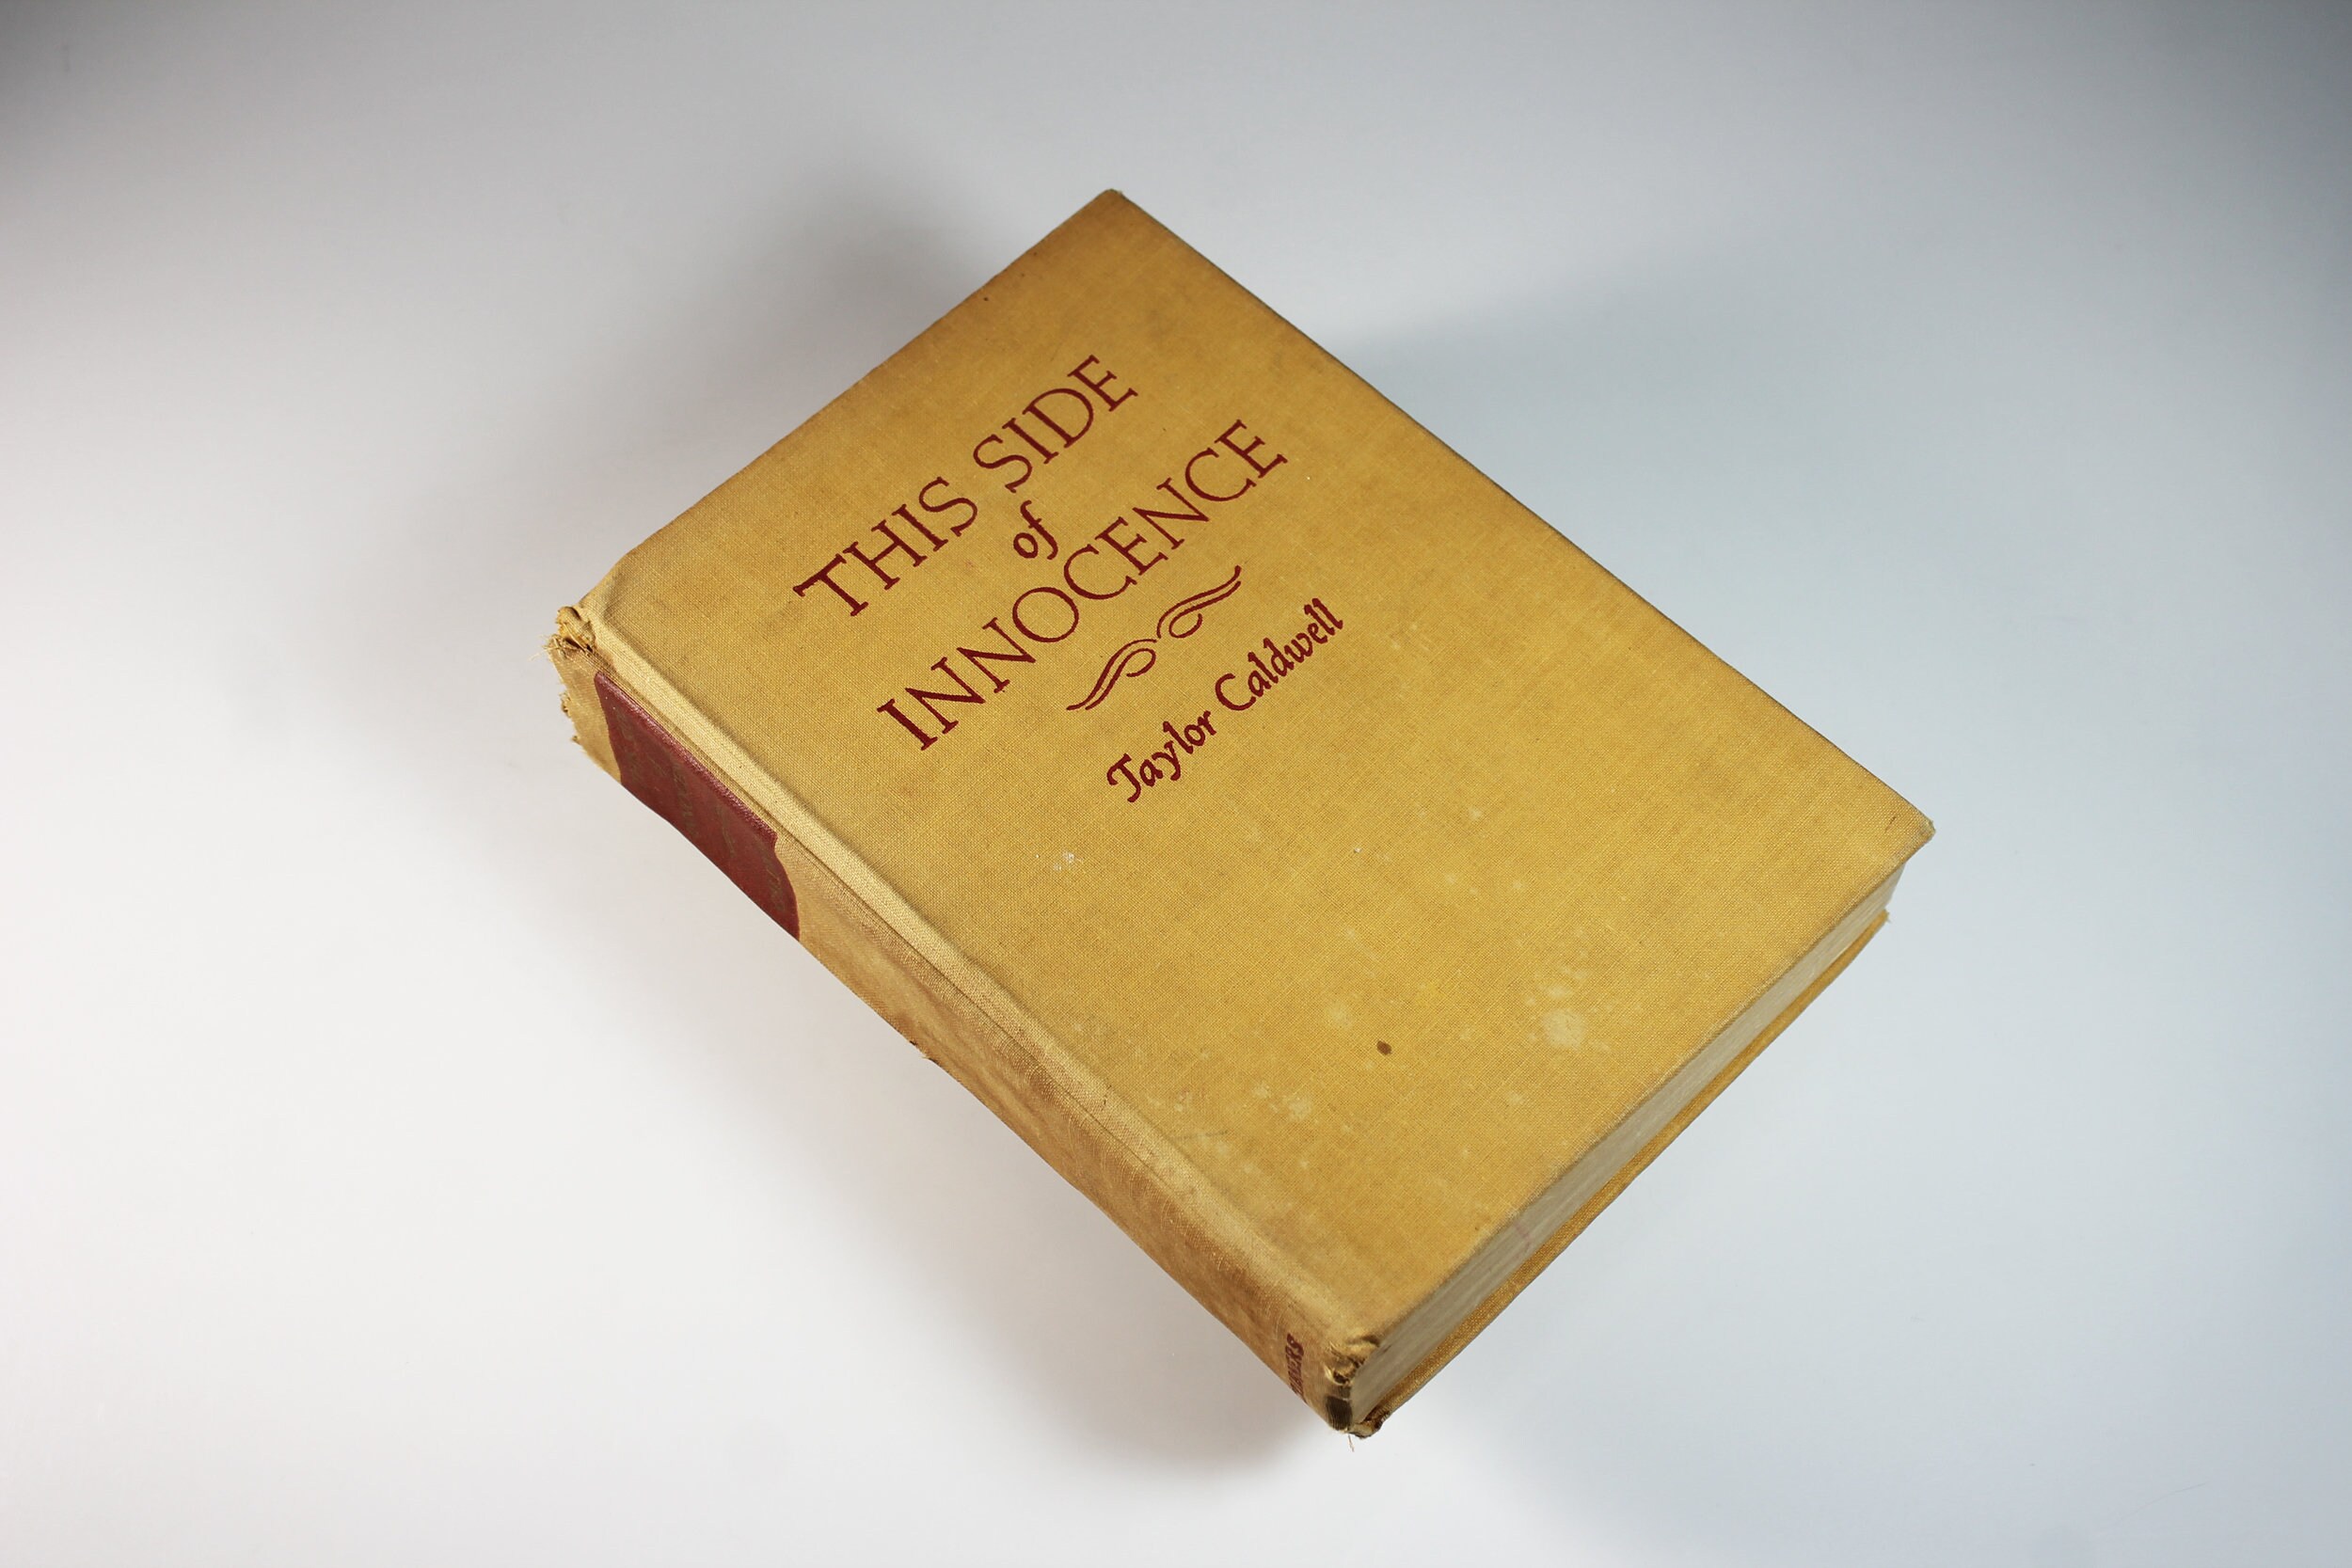 THIS SIDE
of
INNOCENCE
Taylor Caldwell